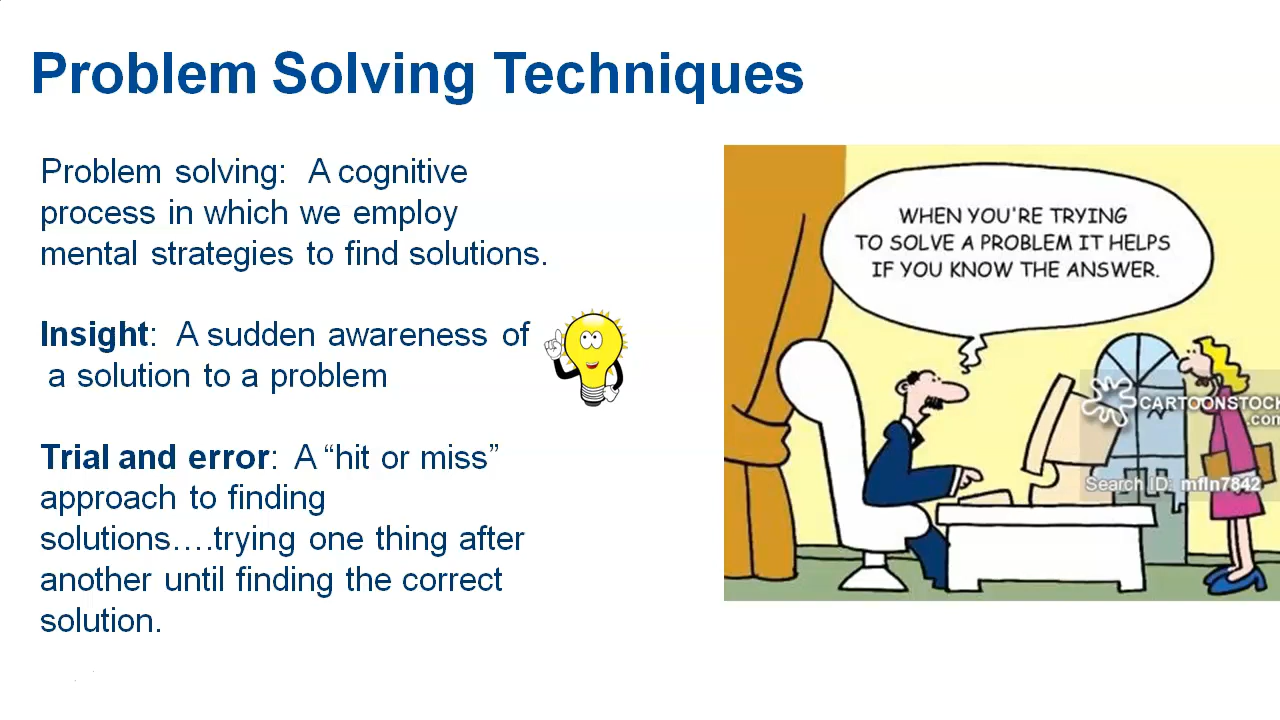 Problem Solving Techniques
Problem solving:  A cognitive
process in which we employ
mental strategies to find solutions.
Insight:  A sudden awareness of
a solution to a problem
Trial and error:  A “hit or miss”
approach to finding
solutions….trying one thing after
another until finding the correct
solution.
WHEN YOU'RE TRYING
TO SOLVE A PROBLEM IT HELPS
IF YOU KNOW THE ANSWER.
CARTOONSTOCK
.com
Search ID: mfln7842